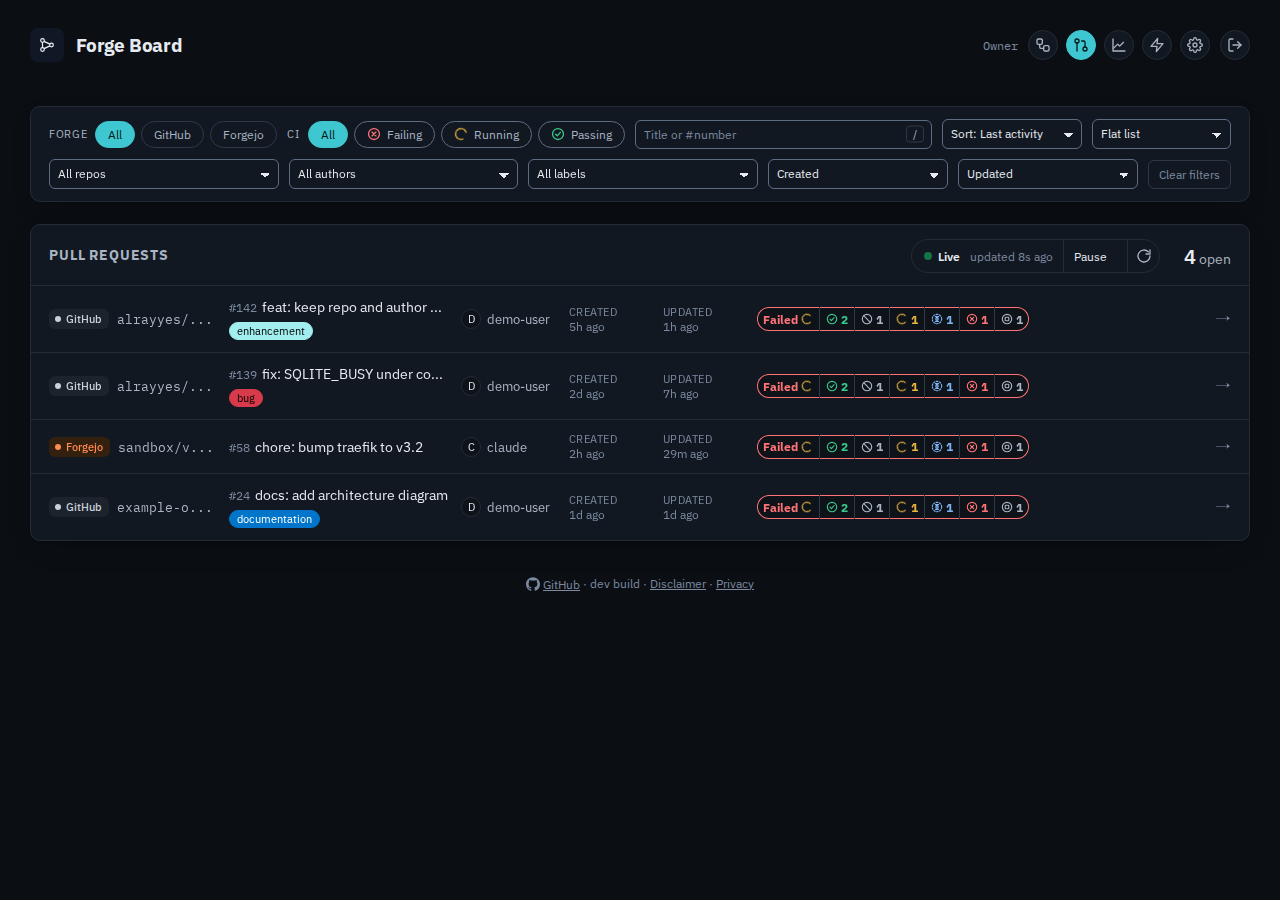 Forge Board
Owner
FORGE All GitHub Forgejo CI All Failing Running Passing Title or #number / Sort: Last activity Flat list
All repos All authors All labels Created Updated Clear filters
PULL REQUESTS Live updated 8s ago Pause 4 open
GitHub alrayyes/... #142 feat: keep repo and author ... D demo-user CREATED UPDATED Failed 2 1 1 1 1 1 →
enhancement 5h ago 1h ago
GitHub alrayyes/... #139 fix: SQLITE_BUSY under co... D demo-user CREATED UPDATED Failed 2 1 1 1 1 1 →
bug 2d ago 7h ago
Forgejo sandbox/v... #58 chore: bump traefik to v3.2 C claude CREATED UPDATED Failed 2 1 1 1 1 1 →
2h ago 29m ago
GitHub example-o... #24 docs: add architecture diagram D demo-user CREATED UPDATED Failed 2 1 1 1 1 1 →
documentation 1d ago 1d ago
GitHub · dev build · Disclaimer · Privacy